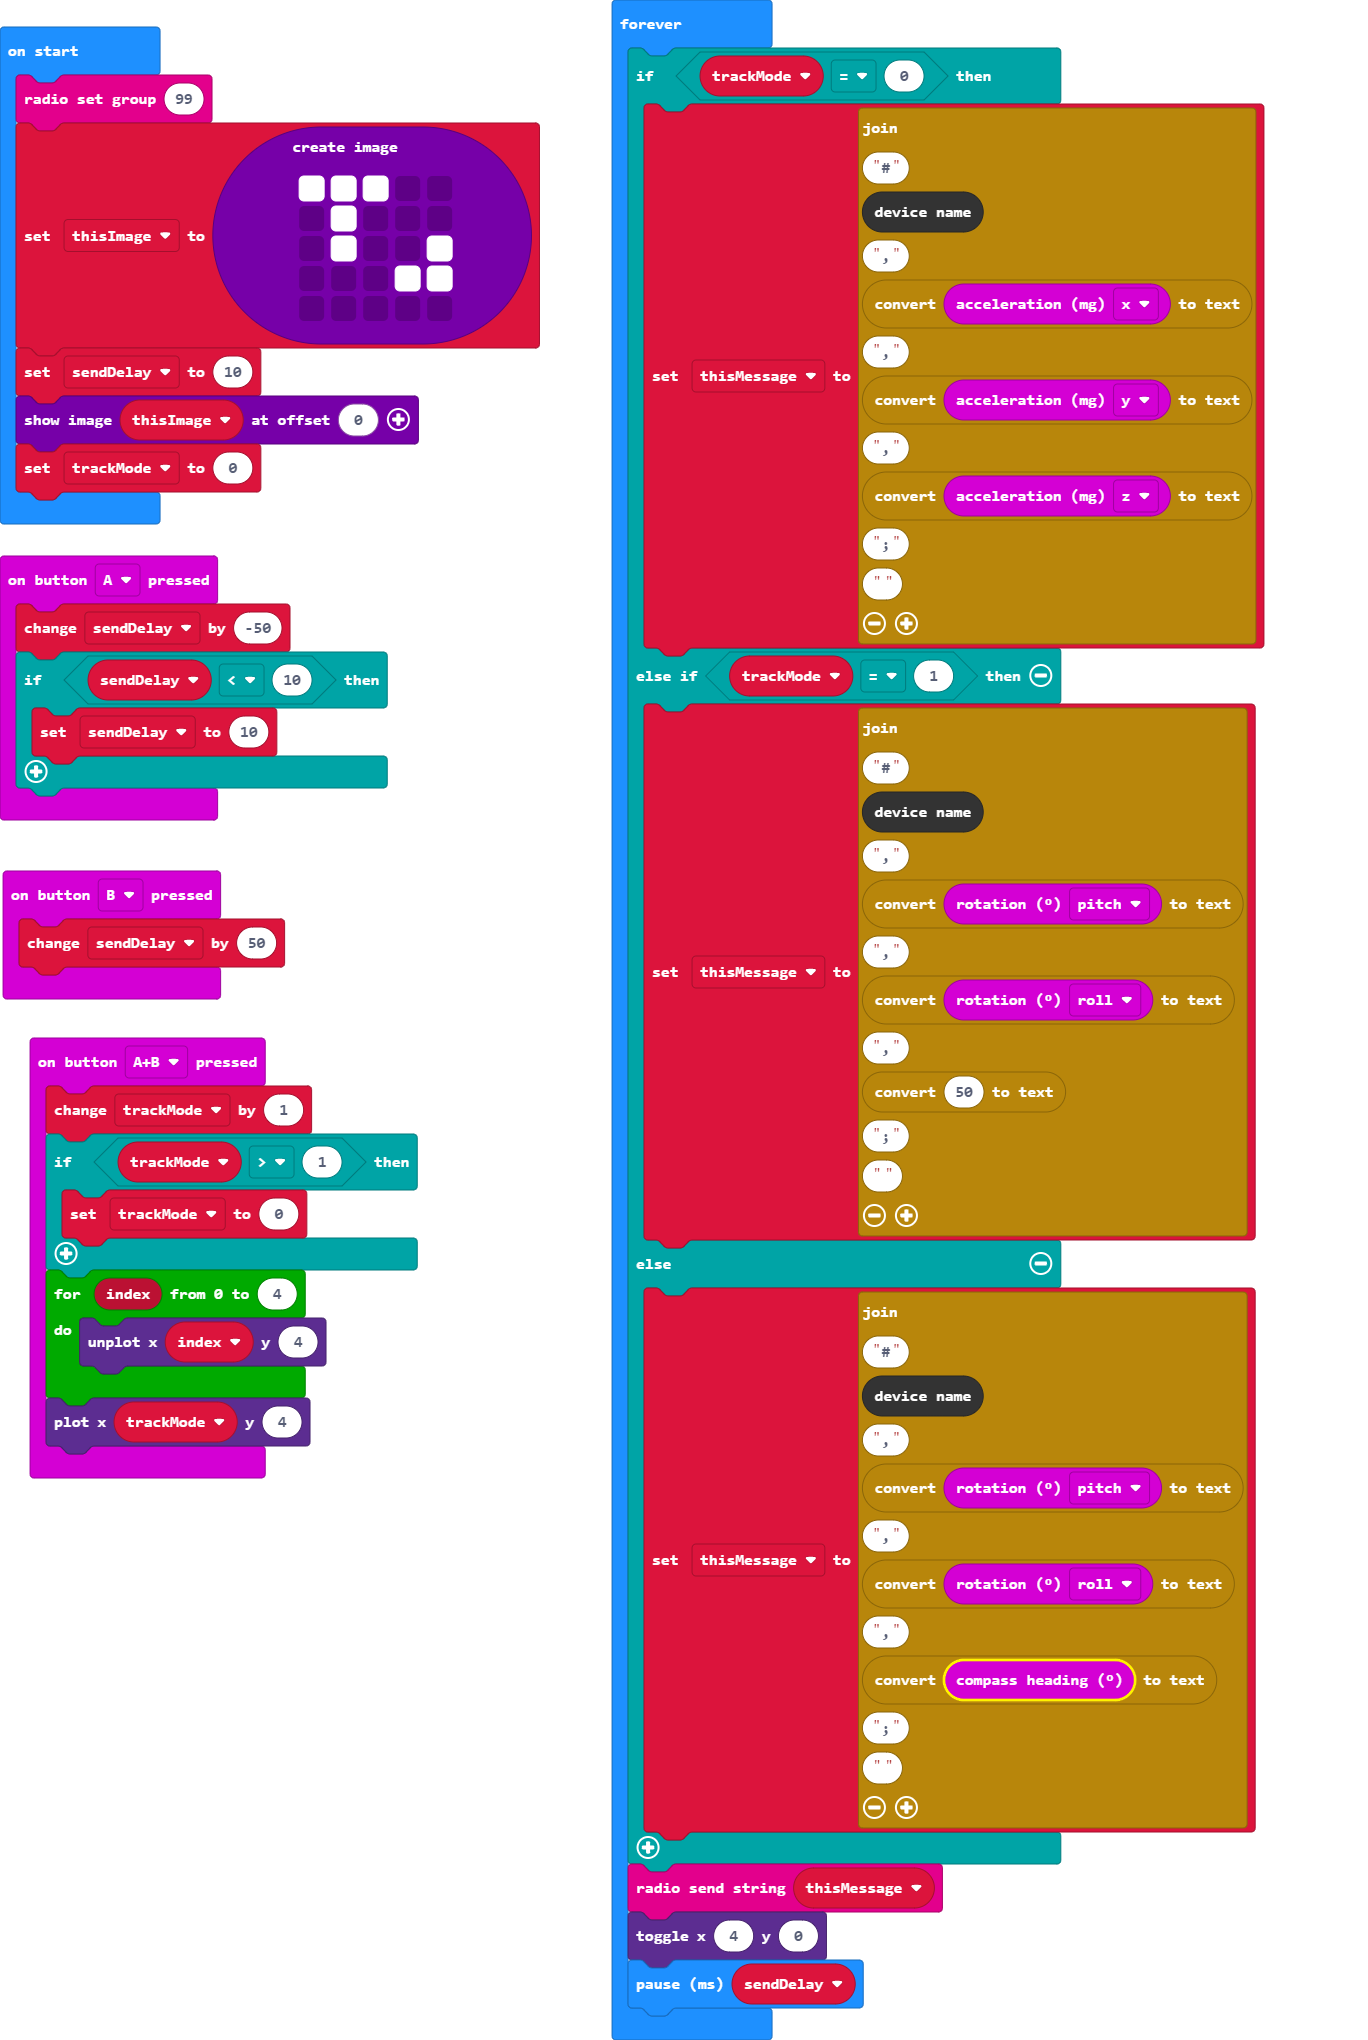 on start
radio set group 99
set thisImage to create image
set sendDelay to 10
show image thisImage at offset 0
set trackMode to 0
on button A pressed
change sendDelay by -50
if sendDelay < 10 then
set sendDelay to 10
on button B pressed
change sendDelay by 50
on button A+B pressed
change trackMode by 1
if trackMode > 1 then
set trackMode to 0
for index from 0 to 4
do
unplot x index y 4
plot x trackMode y 4
forever
if trackMode = 0 then
set thisMessage to
join
"#"
device name
","
convert acceleration (mg) x to text
","
convert acceleration (mg) y to text
","
convert acceleration (mg) z to text
";"
" "
else if trackMode = 1 then
set thisMessage to
join
"#"
device name
","
convert rotation (º) pitch to text
","
convert rotation (º) roll to text
","
convert 50 to text
";"
" "
else
set thisMessage to
join
"#"
device name
","
convert rotation (º) pitch to text
","
convert rotation (º) roll to text
","
convert compass heading (º) to text
";"
" "
radio send string thisMessage
toggle x 4 y 0
pause (ms) sendDelay